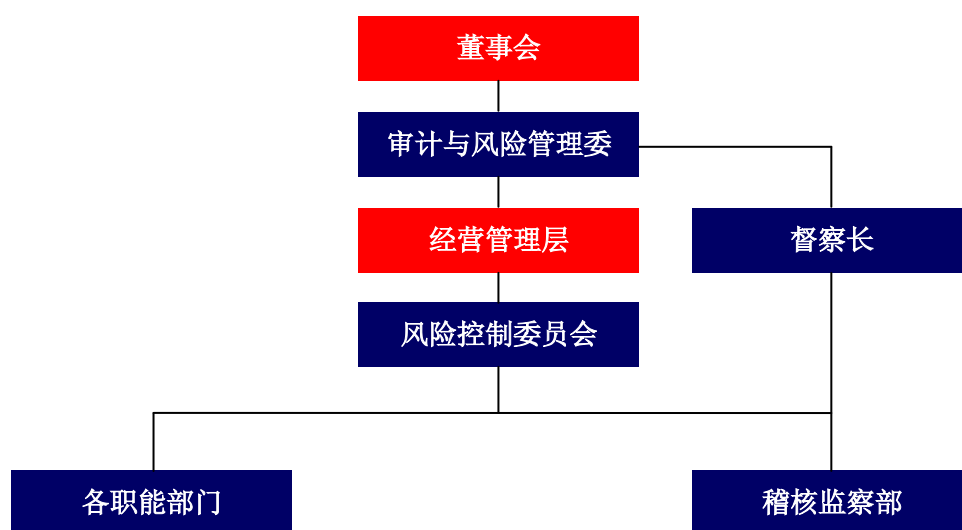 董事会
审计与风险管理委
经营管理层
督察长
风险控制委员会
各职能部门
稽核监察部